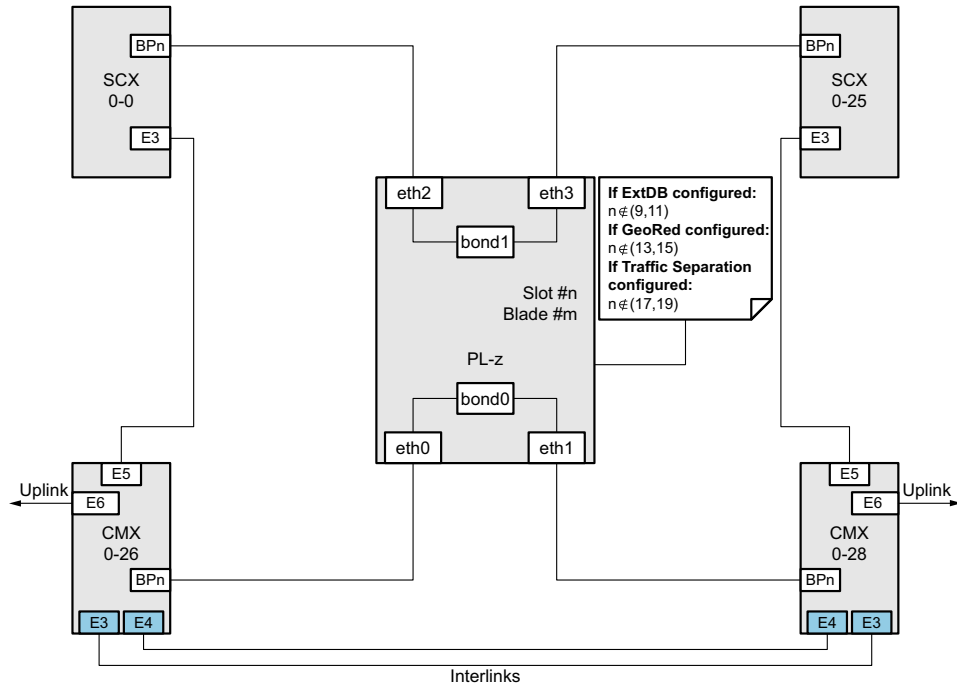 BPn
SCX
0-0
E3
BPn
SCX
0-25
E3
eth2
eth3
bond1
Slot #n
Blade #m
PL-z
bond0
eth0
eth1
If ExtDB configured:
n∉(9,11)
If GeoRed configured:
n∉(13,15)
If Traffic Separation
configured:
n∉(17,19)
E5
Uplink
E6
CMX
0-26
BPn
E3
E4
E5
E6
Uplink
CMX
0-28
BPn
E4
E3
Interlinks